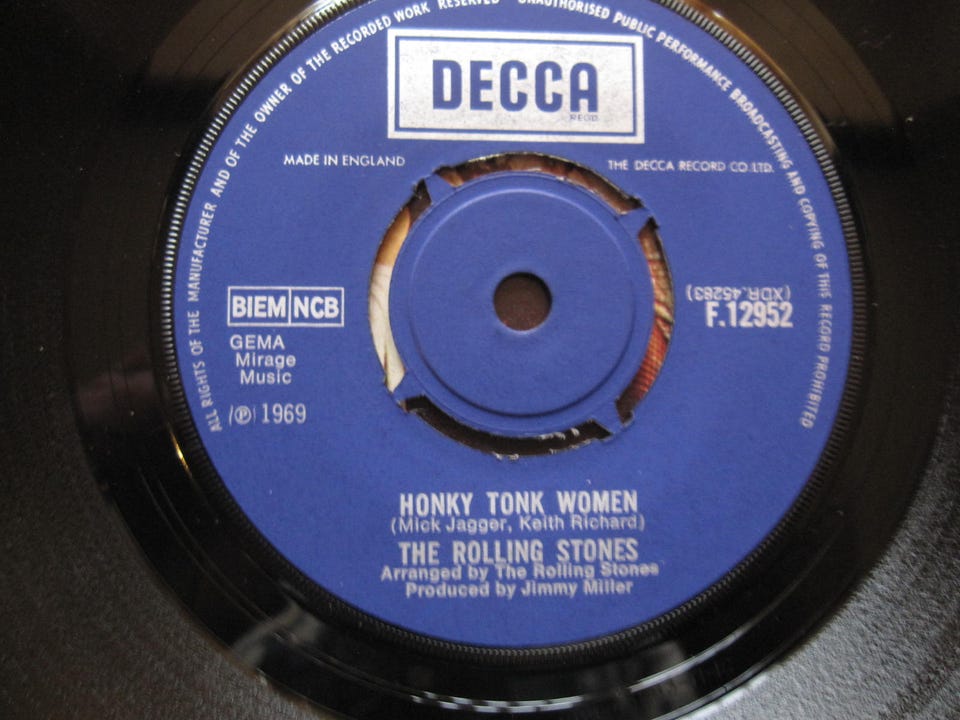 ALL RIGHTS OF THE MANUFACTURER AND OF THE OWNER OF THE RECORDED WORK RESERVED UNAUTHORISED PUBLIC PERFORMANCE BROADCASTING AND COPYING OF THIS RECORD PROHIBITED
DECCA
REGD.
MADE IN ENGLAND
THE DECCA RECORD CO. LTD.
BIEM NCB
(XDR.45283)
F.12952
GEMA
Mirage
Music
℗ 1969
HONKY TONK WOMEN
(Mick Jagger, Keith Richard)
THE ROLLING STONES
Arranged by The Rolling Stones
Produced by Jimmy Miller